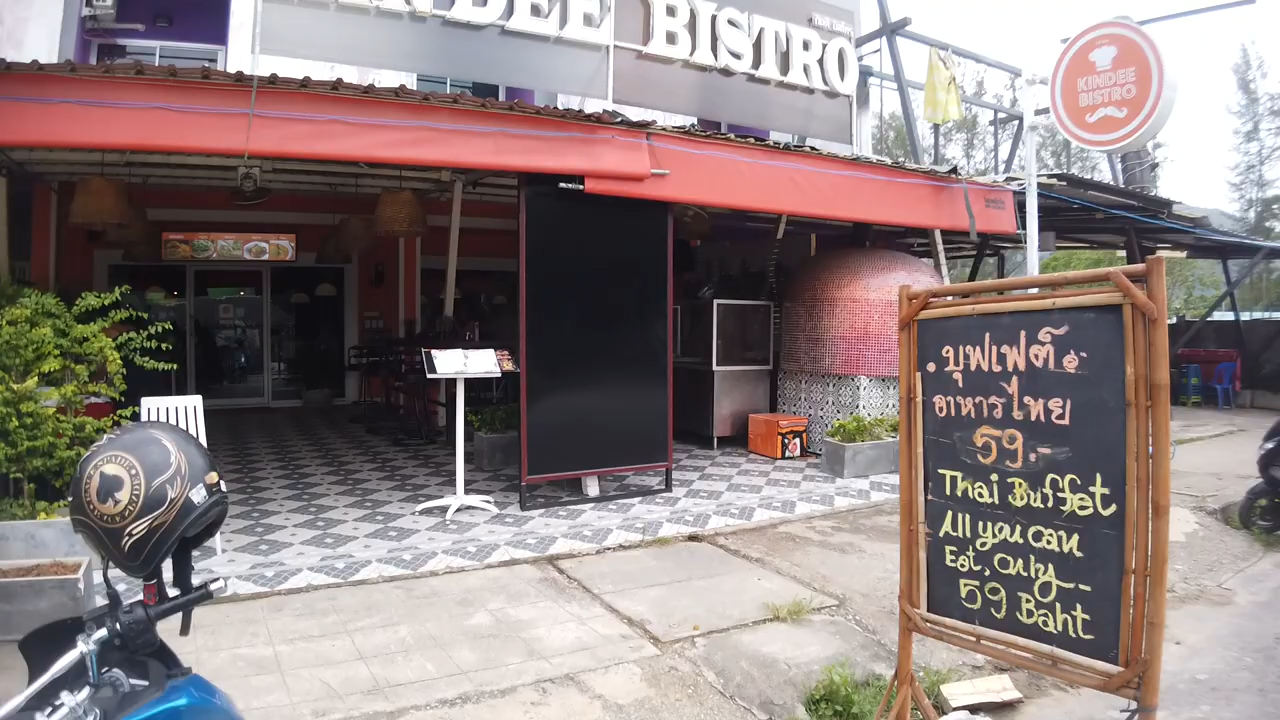 DEE BISTRO
KINDEE
BISTRO
บุฟเฟต์
อาหารไทย
59.-
Thai Buffet
All you can
Eat, Only-
59 Baht